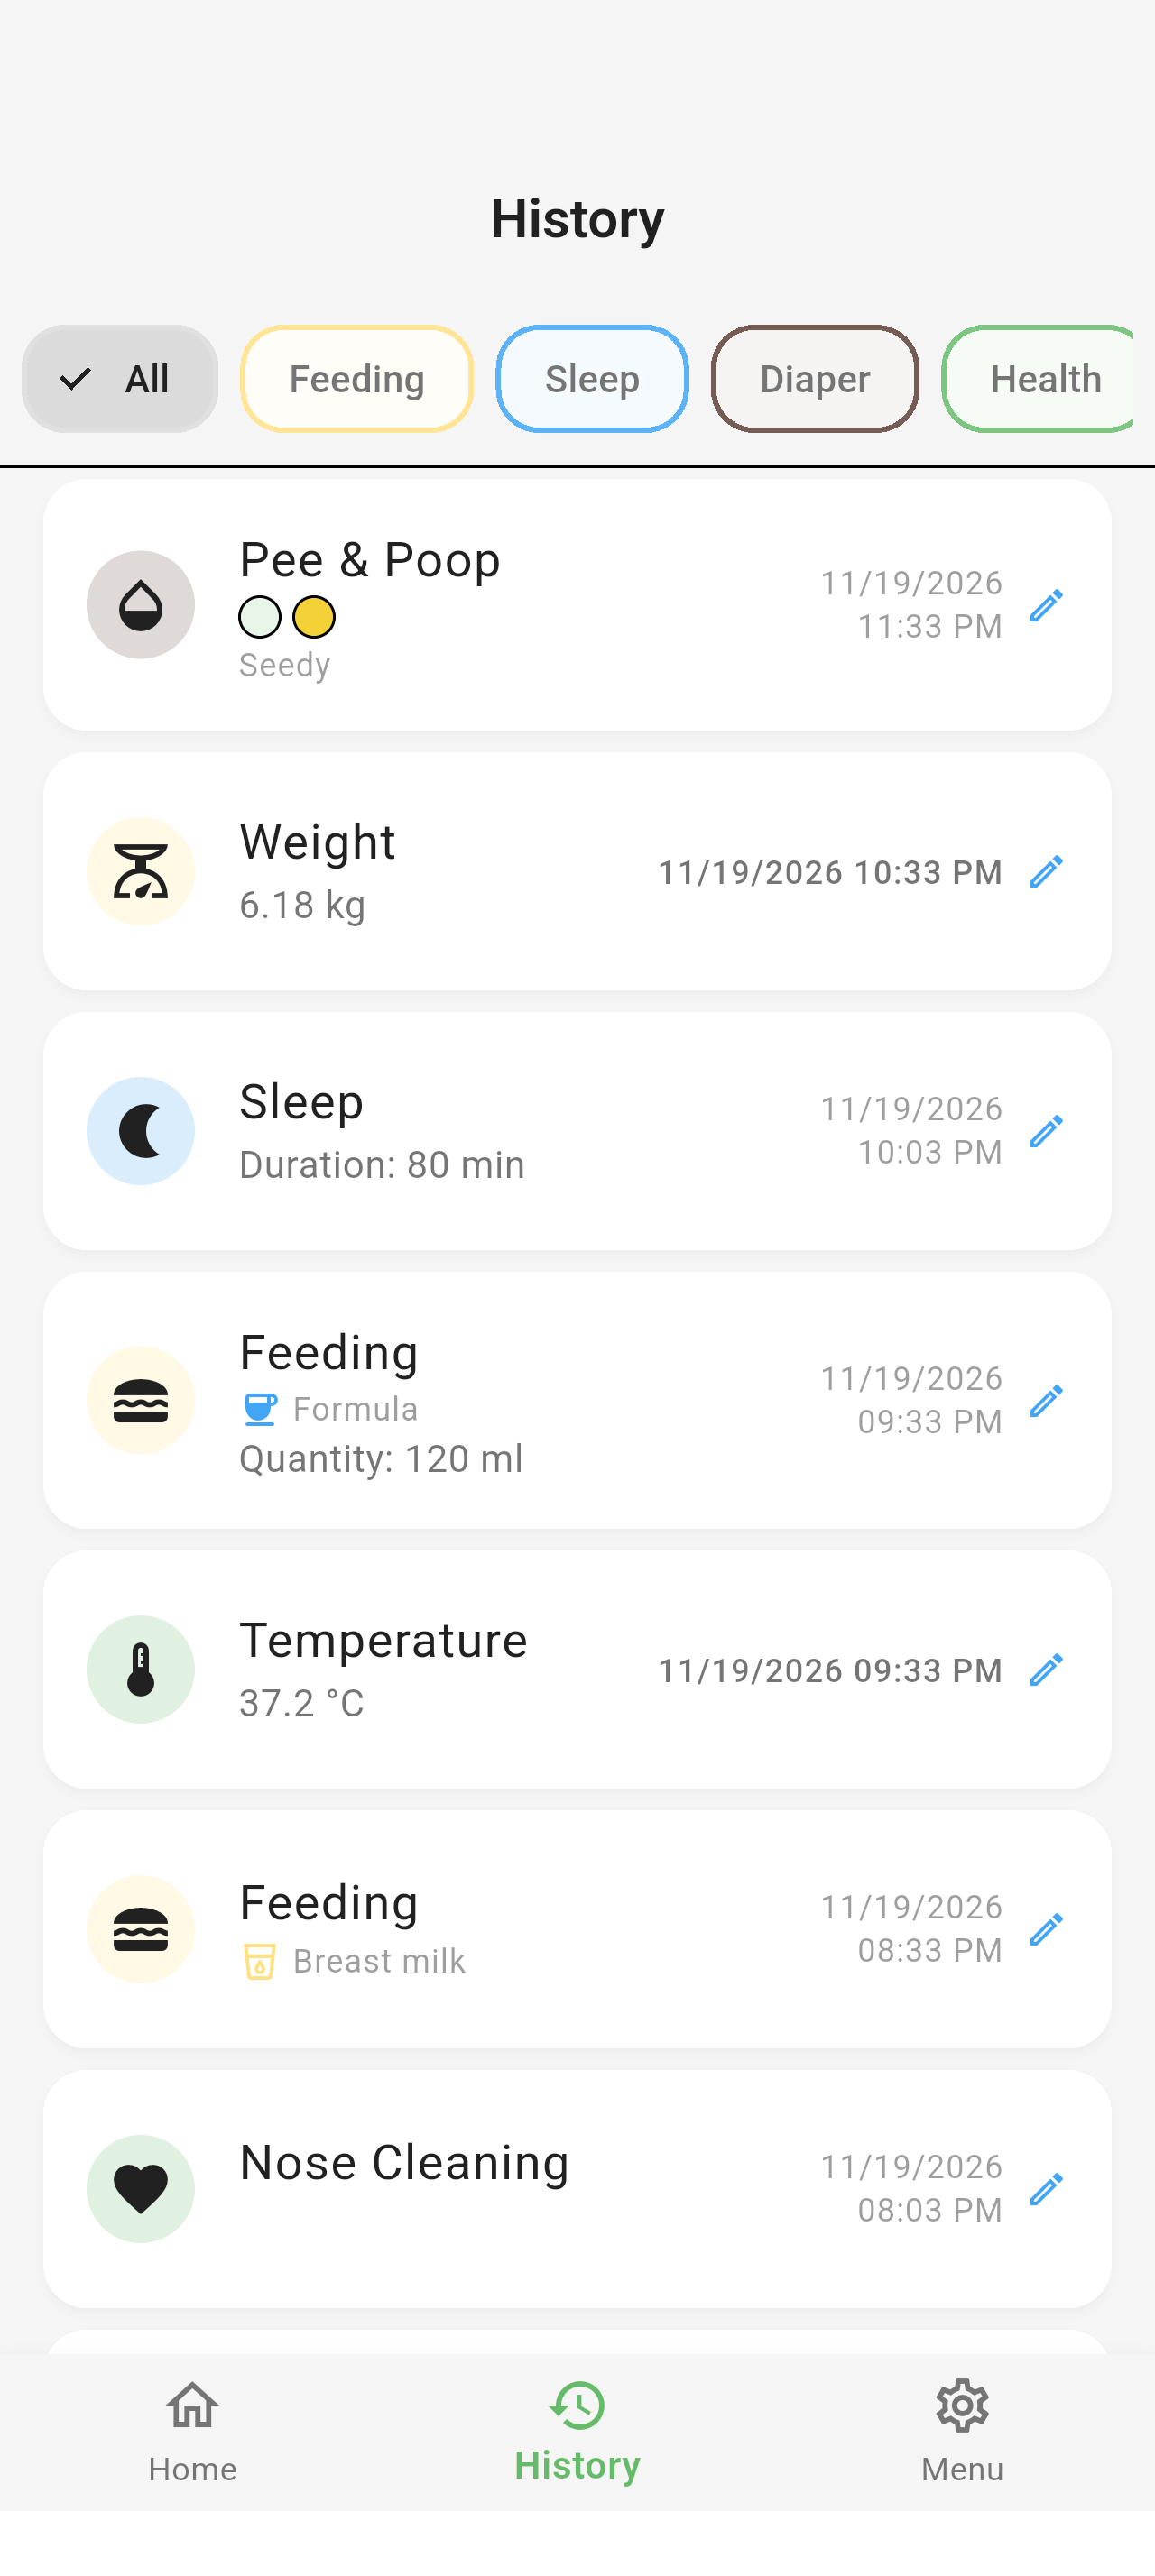 History
All
Feeding
Sleep
Diaper
Health
Pee & Poop
Seedy
11/19/2026
11:33 PM
Weight
6.18 kg
11/19/2026 10:33 PM
Sleep
Duration: 80 min
11/19/2026
10:03 PM
Feeding
Formula
Quantity: 120 ml
11/19/2026
09:33 PM
Temperature
37.2 °C
11/19/2026 09:33 PM
Feeding
Breast milk
11/19/2026
08:33 PM
Nose Cleaning
11/19/2026
08:03 PM
Home
History
Menu